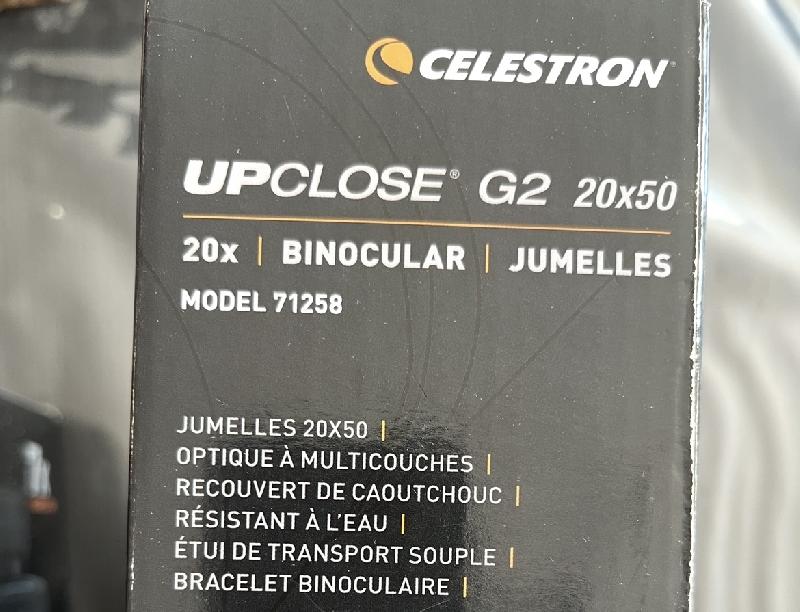 CELESTRON
UPCLOSE® G2 20x50
20x | BINOCULAR | JUMELLES
MODEL 71258
JUMELLES 20X50 |
OPTIQUE À MULTICOUCHES |
RECOUVERT DE CAOUTCHOUC |
RÉSISTANT À L'EAU |
ÉTUI DE TRANSPORT SOUPLE |
BRACELET BINOCULAIRE |